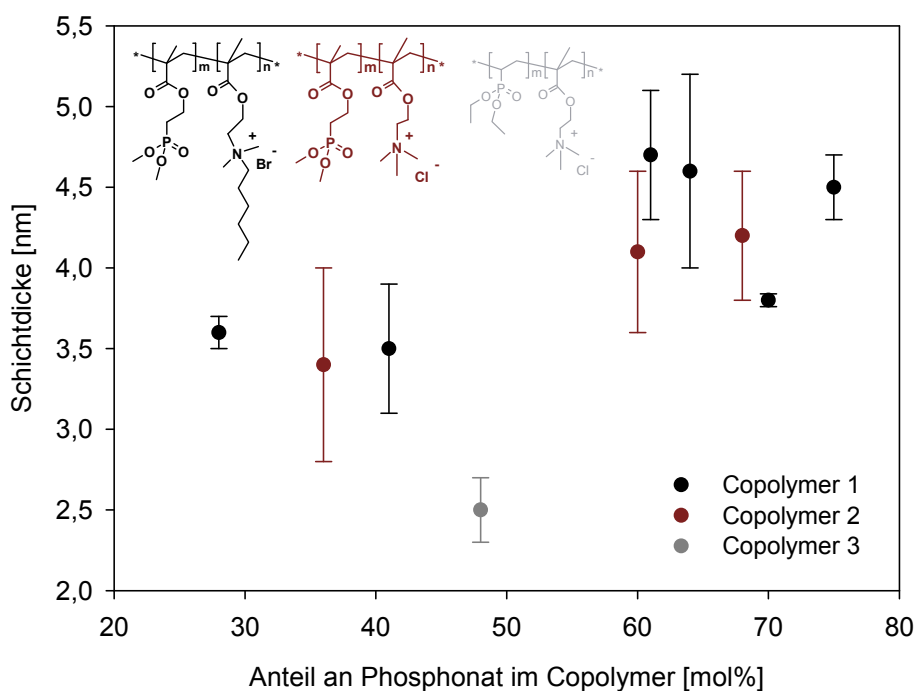 5,5
5,0
4,5
4,0
3,5
3,0
2,5
2,0
Schichtdicke [nm]
20 30 40 50 60 70 80
Anteil an Phosphonat im Copolymer [mol%]
* m n *
O O O O
P O O O
N + Br -
* m n *
O O O O
P O O O
N + Cl -
* m n *
O P O O O O
N + Cl -
Copolymer 1
Copolymer 2
Copolymer 3